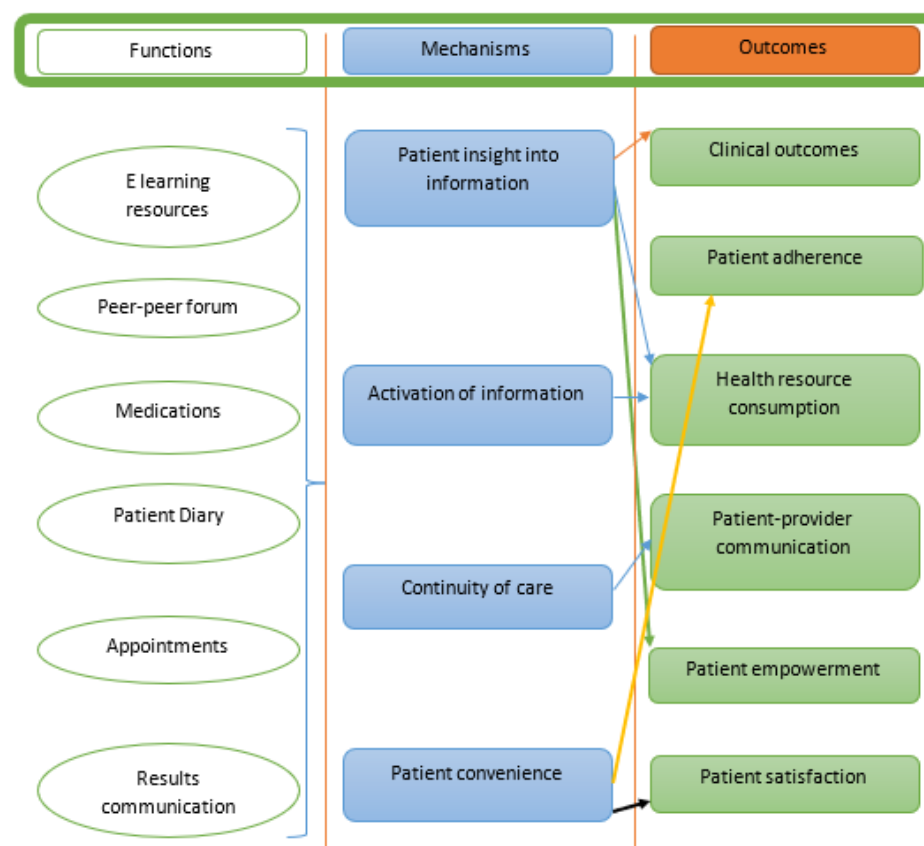 Functions
Mechanisms
Outcomes
E learning
resources
Peer-peer forum
Medications
Patient Diary
Appointments
Results
communication
Patient insight into
information
Activation of information
Continuity of care
Patient convenience
Clinical outcomes
Patient adherence
Health resource
consumption
Patient-provider
communication
Patient empowerment
Patient satisfaction